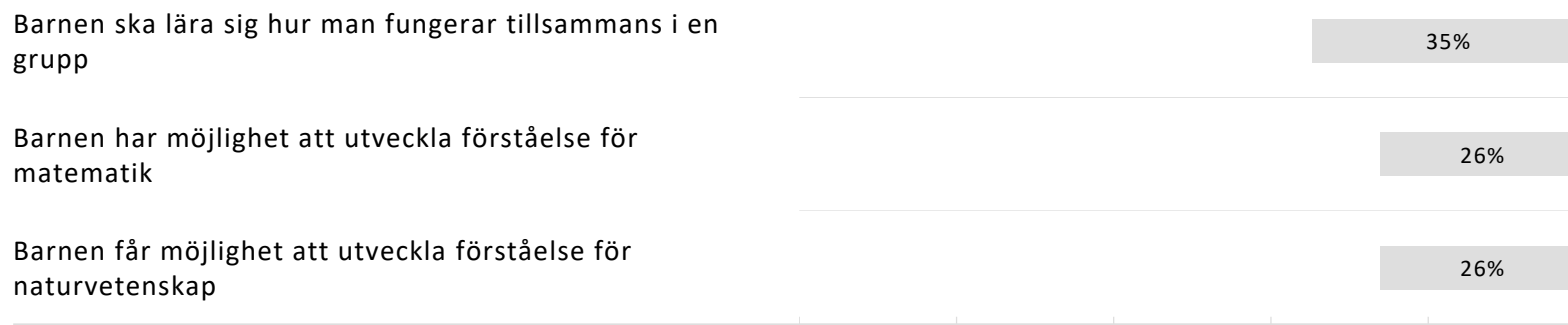 Barnen ska lära sig hur man fungerar tillsammans i en
grupp
35%
Barnen har möjlighet att utveckla förståelse för
matematik
26%
Barnen får möjlighet att utveckla förståelse för
naturvetenskap
26%